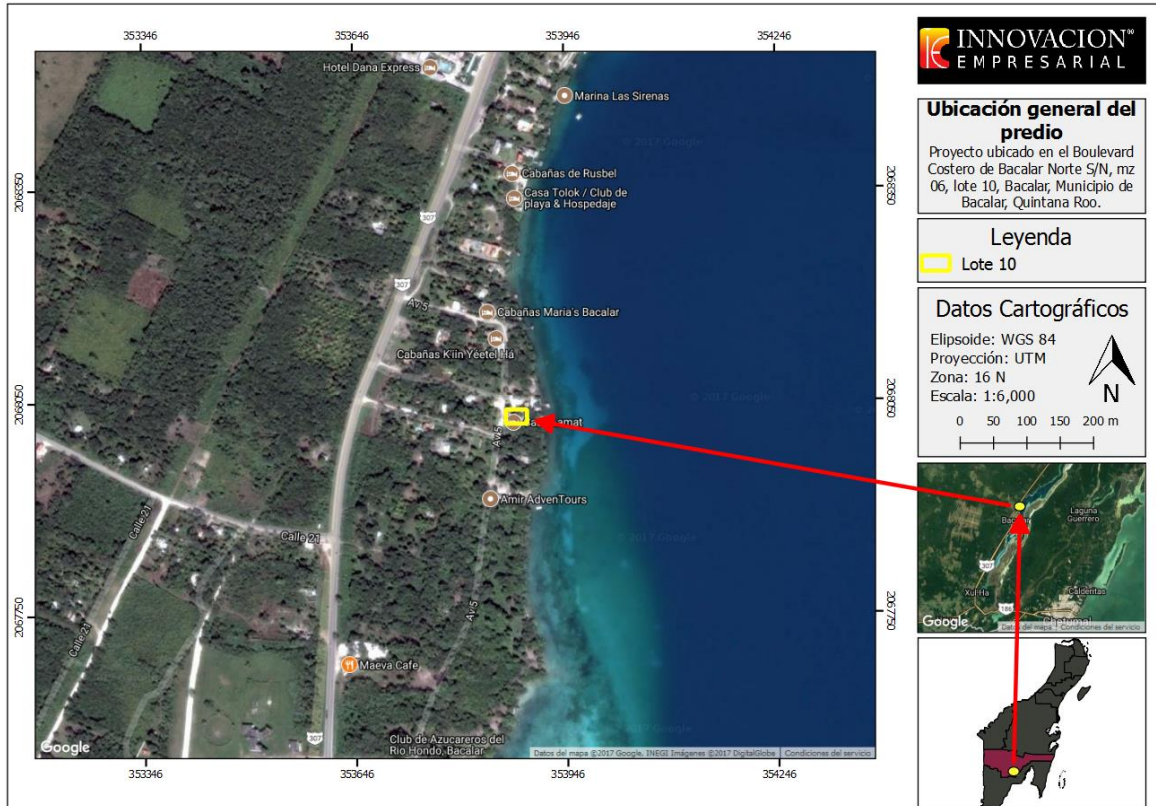 353346 353646 353946 354246
Hotel Dana Express
Marina Las Sirenas
© 2017 Google
2068350
2068350
Cabañas de Rusbel
Casa Tolok / Club de
playa & Hospedaje
307
307
Av 5
Cabañas Maria's Bacalar
Cabañas K'iin Yéetel Há
© 2017 Google
2068050
2068050
Av 5
Amir AdvenTours
Calle 21
Calle 21
© 2017 Google
2067750
2067750
Av 5
Calle 21
Maeva Cafe
307
Club de Azucareros del
Rio Hondo, Bacalar
Google
Datos del mapa ©2017 Google, INEGI Imágenes ©2017 DigitalGlobe
Condiciones del servicio
353346 353646 353946 354246
INNOVACION
EMPRESARIAL
Ubicación general del
predio
Proyecto ubicado en el Boulevard
Costero de Bacalar Norte S/N, mz
06, lote 10, Bacalar, Municipio de
Bacalar, Quintana Roo.
Leyenda
Lote 10
Datos Cartográficos
Elipsoide: WGS 84
Proyección: UTM
Zona: 16 N
Escala: 1:6,000
N
0 50 100 200 m
Laguna
Guerrero
307
Xul-Ha
186
Calderitas
Chetumal
Google
Datos del mapa
Condiciones del servicio